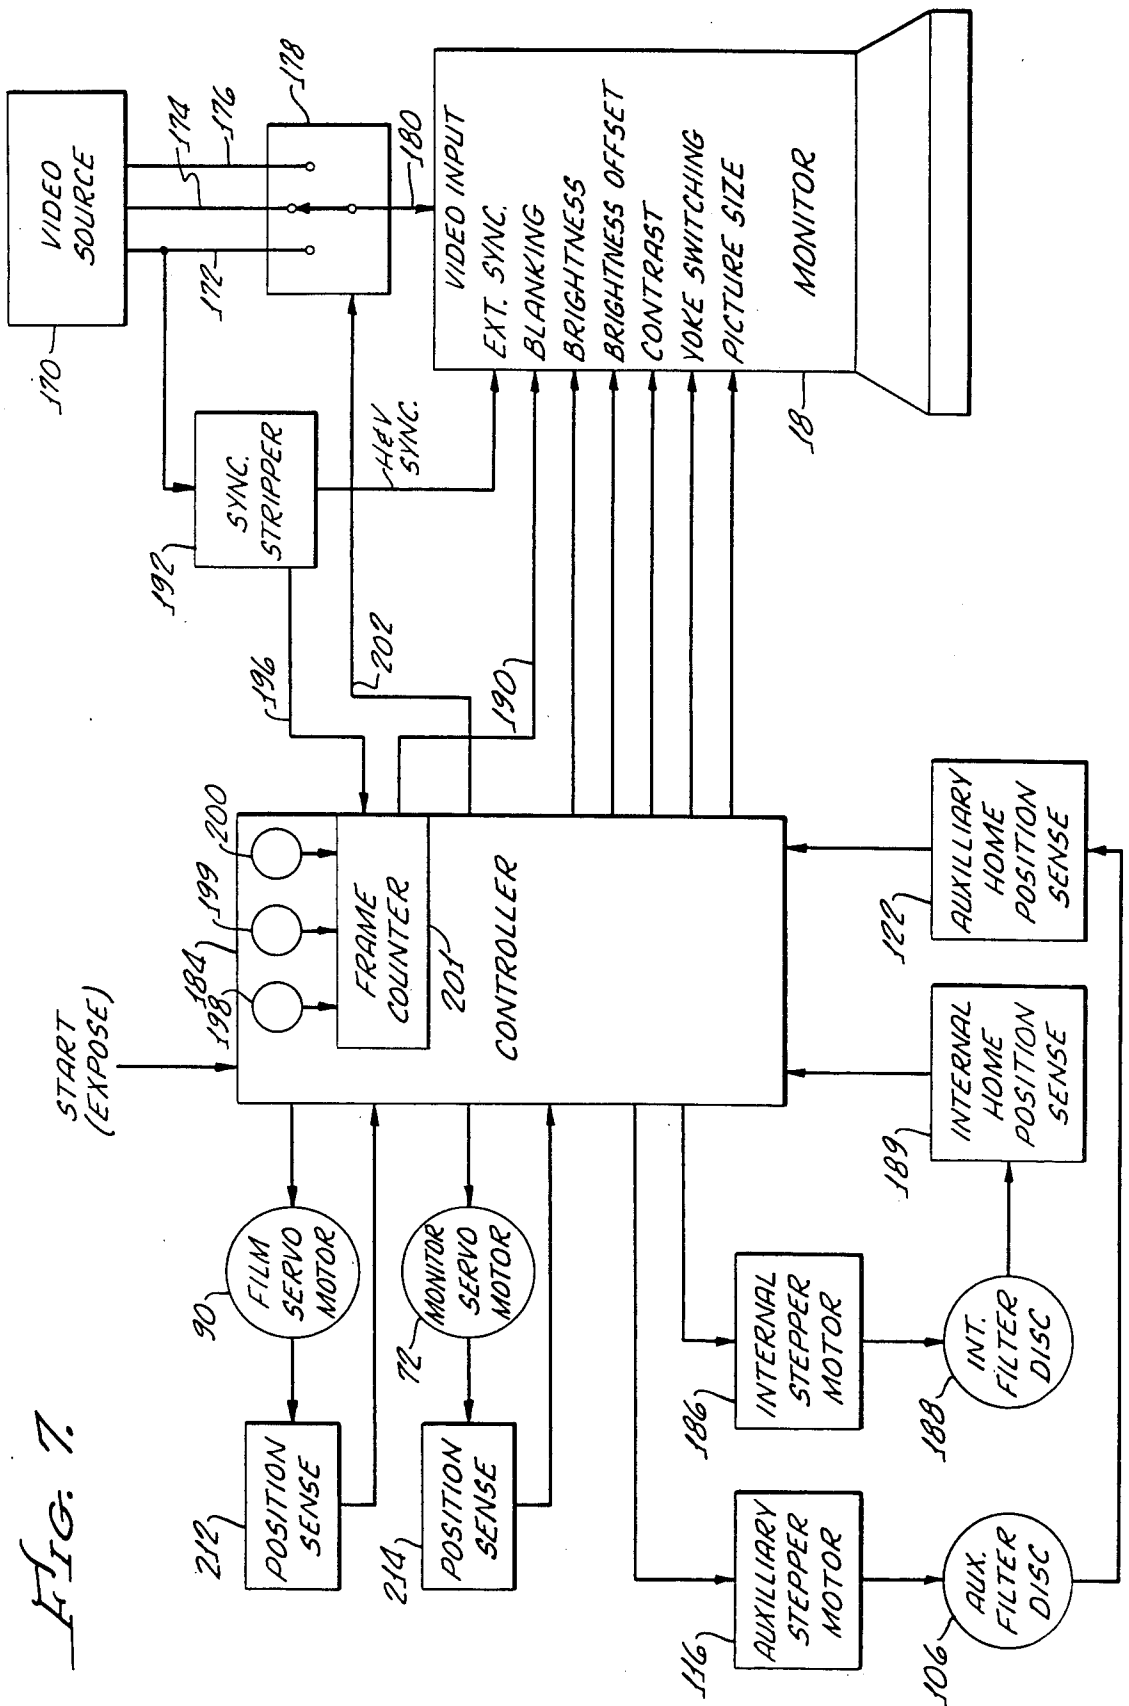 FIG. 7.
START
(EXPOSE)
212
POSITION
SENSE
90
FILM
SERVO
MOTOR
214
POSITION
SENSE
72
MONITOR
SERVO
MOTOR
184
198
199
200
FRAME
COUNTER
201
CONTROLLER
196
202
190
192
SYNC.
STRIPPER
H&V
SYNC.
170
VIDEO
SOURCE
172
174
176
178
180
VIDEO INPUT
EXT. SYNC.
BLANKING
BRIGHTNESS
BRIGHTNESS OFFSET
CONTRAST
YOKE SWITCHING
PICTURE SIZE
MONITOR
18
116
AUXILLIARY
STEPPER
MOTOR
186
INTERNAL
STEPPER
MOTOR
106
AUX.
FILTER
DISC
188
INT.
FILTER
DISC
189
INTERNAL
HOME
POSITION
SENSE
122
AUXILLIARY
HOME
POSITION
SENSE